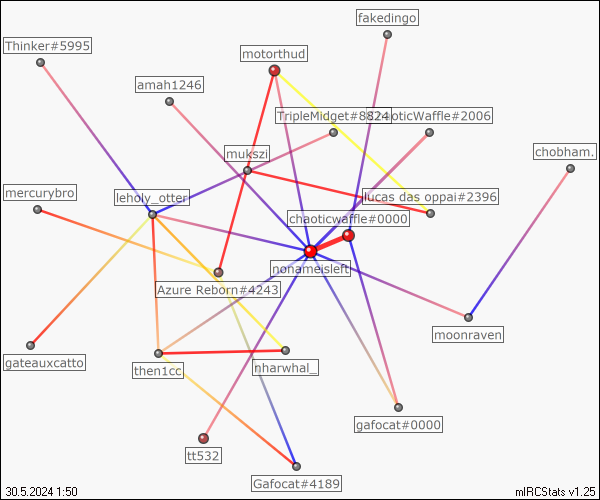 fakedingo
Thinker#5995
motorthud
amah1246
TripleMidget#8824
ChaoticWaffle#2006
mukszi
chobham.
mercurybro
leholy_otter
lucas das oppai#2396
chaoticwaffle#0000
nonameisleft
Azure Reborn#4243
moonraven
gateauxcatto
then1cc
nharwhal_
gafocat#0000
tt532
Gafocat#4189
30.5.2024 1:50
mIRCStats v1.25